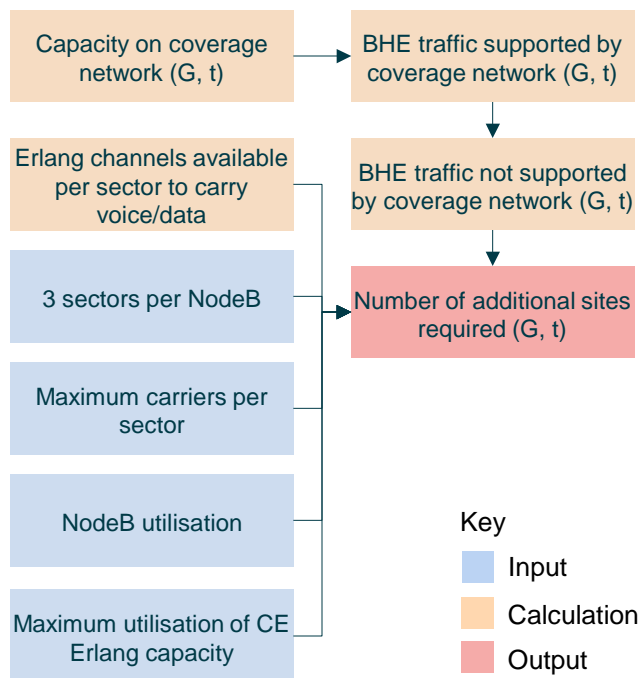 Capacity on coverage
network (G, t)
BHE traffic supported by
coverage network (G, t)
Erlang channels available
per sector to carry
voice/data
BHE traffic not supported
by coverage network (G, t)
3 sectors per NodeB
Number of additional sites
required (G, t)
Maximum carriers per
sector
NodeB utilisation
Maximum utilisation of CE
Erlang capacity
Key
Input
Calculation
Output